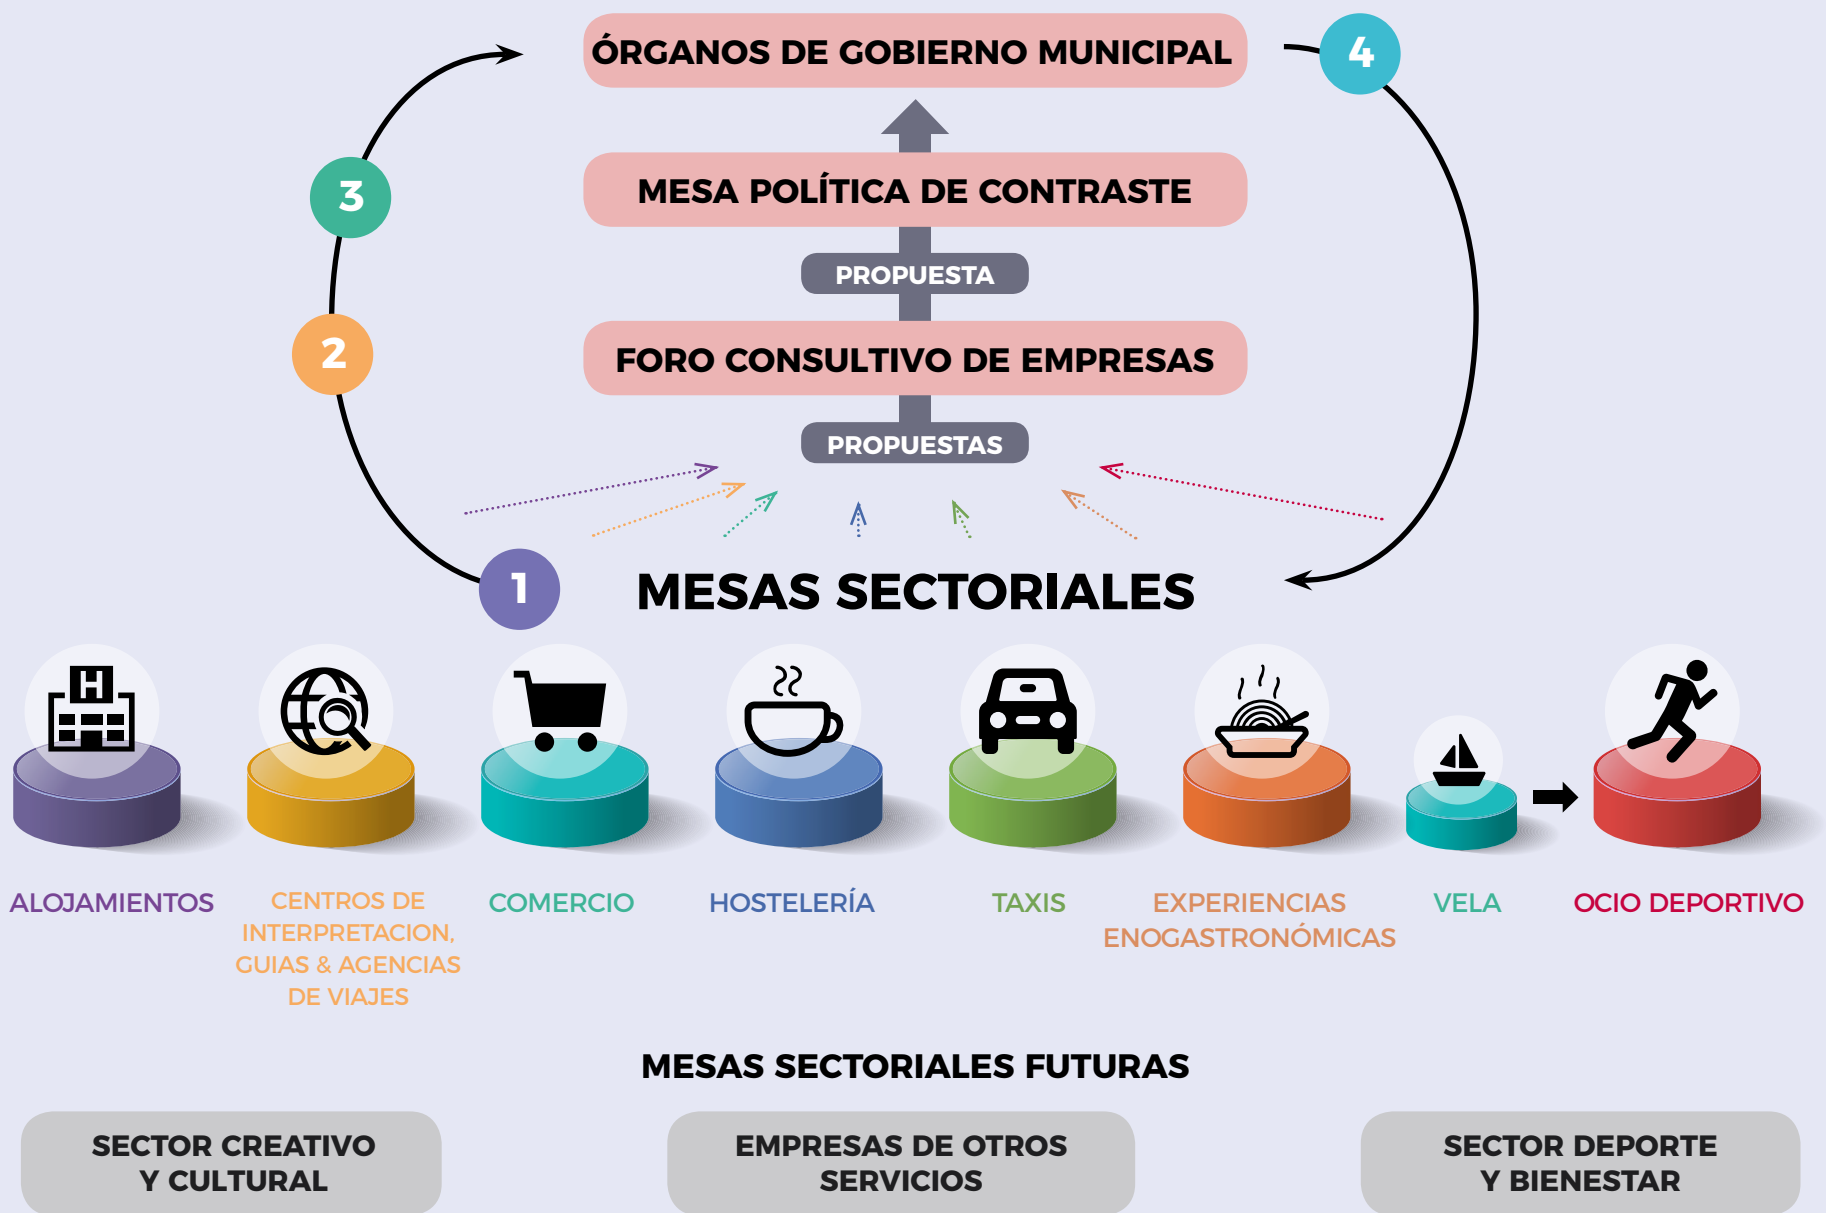 ÓRGANOS DE GOBIERNO MUNICIPAL
4
3
MESA POLÍTICA DE CONTRASTE
PROPUESTA
2
FORO CONSULTIVO DE EMPRESAS
PROPUESTAS
1
MESAS SECTORIALES
H
ALOJAMIENTOS
CENTROS DE
INTERPRETACION,
GUIAS & AGENCIAS
DE VIAJES
COMERCIO
HOSTELERÍA
TAXIS
EXPERIENCIAS
ENOGASTRONÓMICAS
VELA
OCIO DEPORTIVO
MESAS SECTORIALES FUTURAS
SECTOR CREATIVO
Y CULTURAL
EMPRESAS DE OTROS
SERVICIOS
SECTOR DEPORTE
Y BIENESTAR